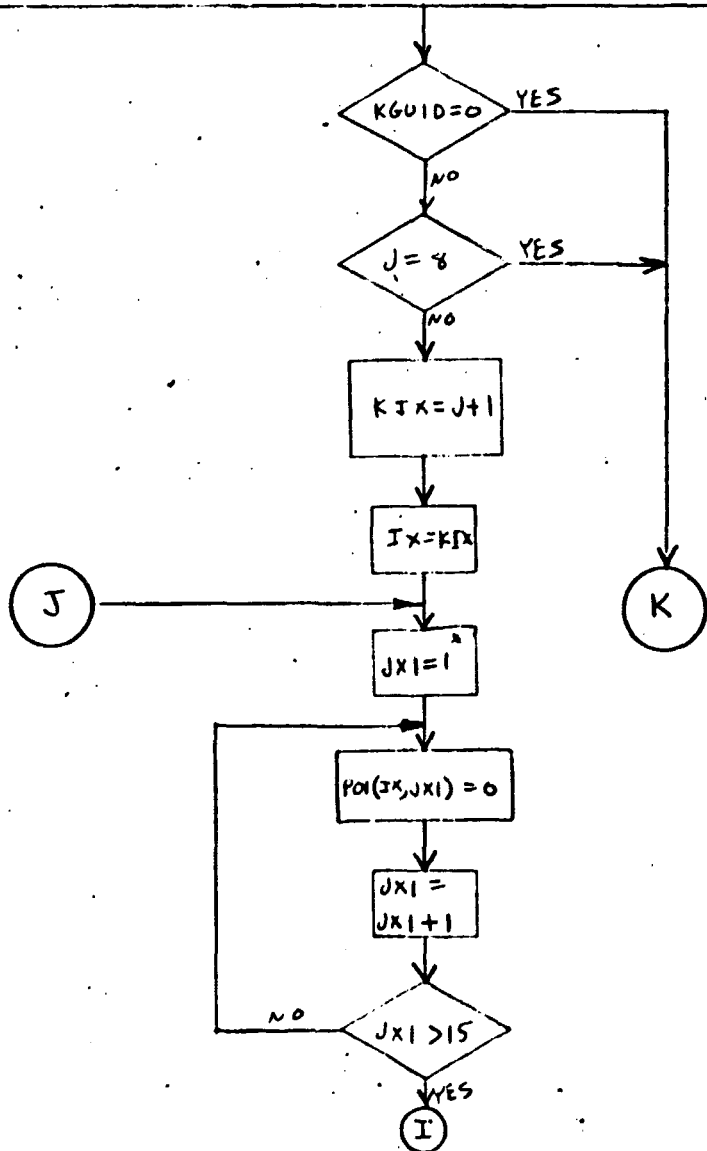 KGUID=0
YES
NO
J=8
YES
NO
KIX=J+1
IX=KIX
J
K
JX1=1
PO1(IX,JX1)=0
JX1=
JX1+1
NO
JX1>15
YES
I